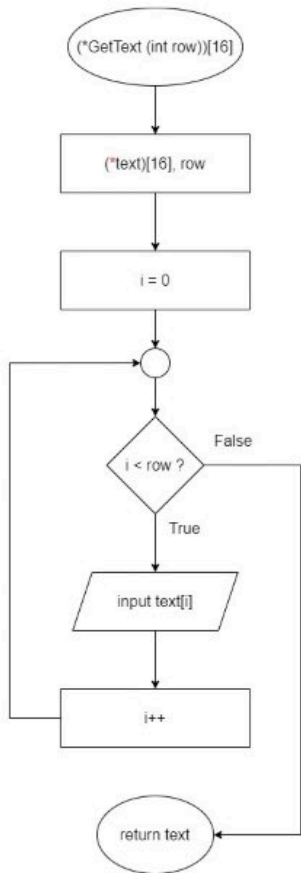 (*GetText (int row))[16]
(*text)[16], row
i = 0
i < row ?
False
True
input text[i]
i++
return text